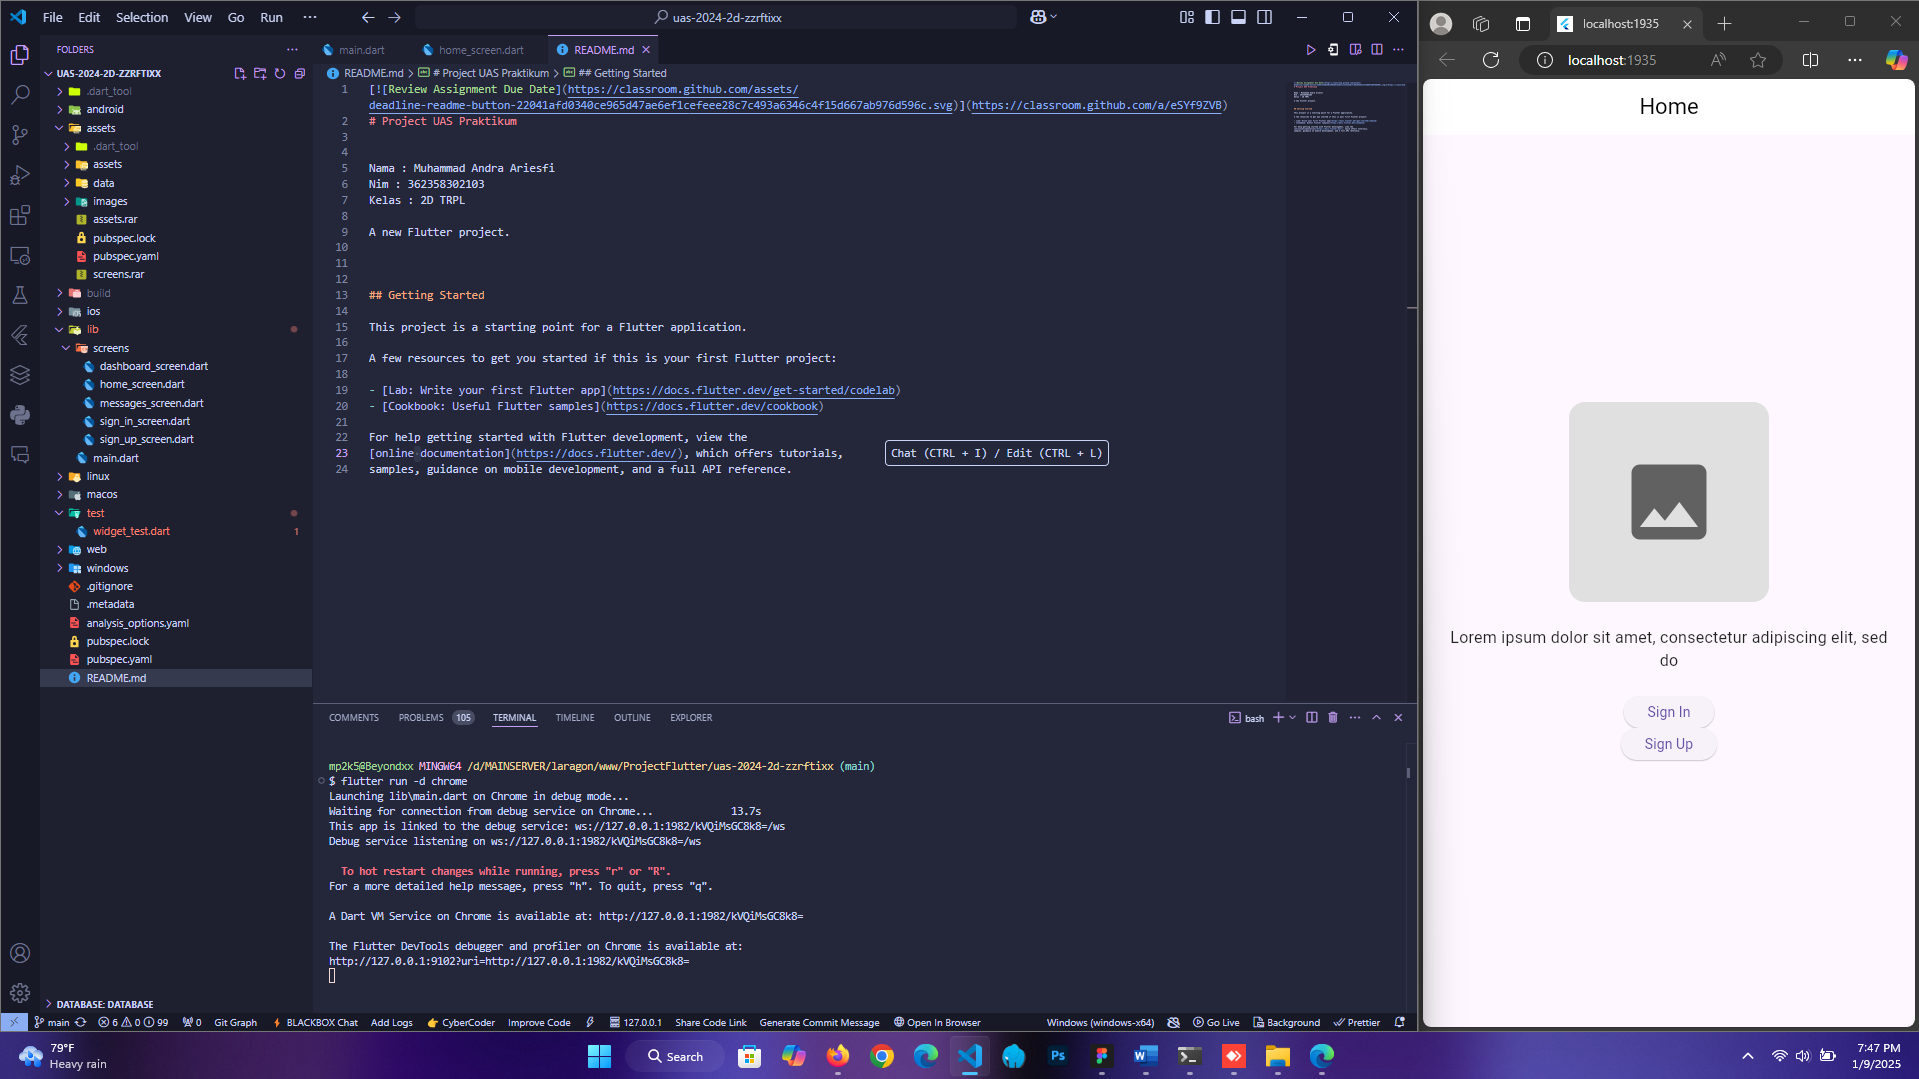 File Edit Selection View Go Run ···
uas-2024-2d-zzrftixx
FOLDERS
UAS-2024-2D-ZZRFTIXX
.dart_tool
android
assets
.dart_tool
assets
data
images
assets.rar
pubspec.lock
pubspec.yaml
screens.rar
build
ios
lib
screens
dashboard_screen.dart
home_screen.dart
messages_screen.dart
sign_in_screen.dart
sign_up_screen.dart
main.dart
linux
macos
test
widget_test.dart 1
web
windows
.gitignore
.metadata
analysis_options.yaml
pubspec.lock
pubspec.yaml
README.md
DATABASE: DATABASE
main.dart home_screen.dart README.md
README.md > # Project UAS Praktikum > ## Getting Started
1 [![Review Assignment Due Date](https://classroom.github.com/assets/
deadline-readme-button-22041afd0340ce965d47ae6ef1cefeee28c7c493a6346c4f15d667ab976d596c.svg)](https://classroom.github.com/a/eSYf9ZVB)
2 # Project UAS Praktikum
3
4
5 Nama : Muhammad Andra Ariesfi
6 Nim : 362358302103
7 Kelas : 2D TRPL
8
9 A new Flutter project.
10
11
12
13 ## Getting Started
14
15 This project is a starting point for a Flutter application.
16
17 A few resources to get you started if this is your first Flutter project:
18
19 - [Lab: Write your first Flutter app](https://docs.flutter.dev/get-started/codelab)
20 - [Cookbook: Useful Flutter samples](https://docs.flutter.dev/cookbook)
21
22 For help getting started with Flutter development, view the
23 [online documentation](https://docs.flutter.dev/), which offers tutorials,
Chat (CTRL + I) / Edit (CTRL + L)
24 samples, guidance on mobile development, and a full API reference.
COMMENTS PROBLEMS 105 TERMINAL TIMELINE OUTLINE EXPLORER
bash
mp2k5@Beyondxx MINGW64 /d/MAINSERVER/laragon/www/ProjectFlutter/uas-2024-2d-zzrftixx (main)
$ flutter run -d chrome
Launching lib\main.dart on Chrome in debug mode...
Waiting for connection from debug service on Chrome... 13.7s
This app is linked to the debug service: ws://127.0.0.1:1982/kVQiMsGC8k8=/ws
Debug service listening on ws://127.0.0.1:1982/kVQiMsGC8k8=/ws
To hot restart changes while running, press "r" or "R".
For a more detailed help message, press "h". To quit, press "q".
A Dart VM Service on Chrome is available at: http://127.0.0.1:1982/kVQiMsGC8k8=
The Flutter DevTools debugger and profiler on Chrome is available at:
http://127.0.0.1:9102?uri=http://127.0.0.1:1982/kVQiMsGC8k8=
main 6 0 99 0 Git Graph BLACKBOX Chat Add Logs CyberCoder Improve Code 127.0.0.1 Share Code Link Generate Commit Message Open In Browser Windows (windows-x64) Go Live Background Prettier
localhost:1935
localhost:1935
Home
Lorem ipsum dolor sit amet, consectetur adipiscing elit, sed
do
Sign In
Sign Up
79°F
Heavy rain
Search
Ps
7:47 PM
1/9/2025